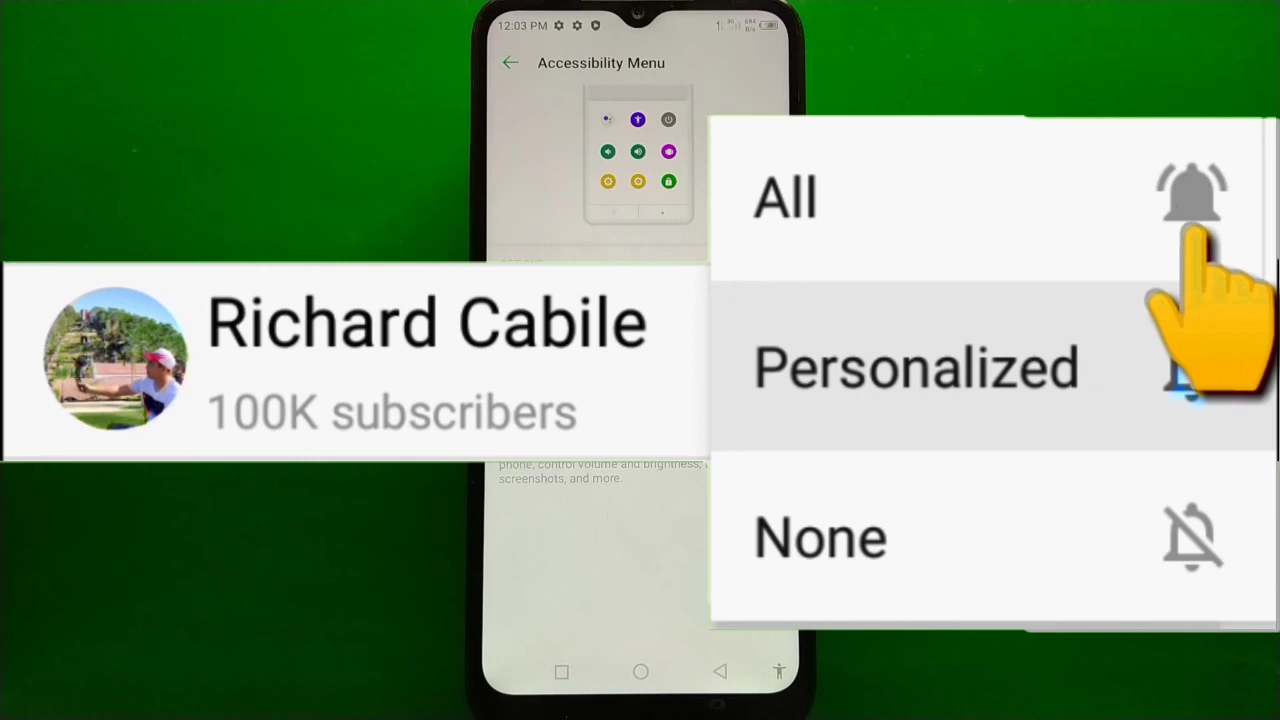 12:03 PM
Accessibility Menu
All
Richard Cabile
100K subscribers
Personalized
phone, control volume and brightness,
screenshots, and more.
None